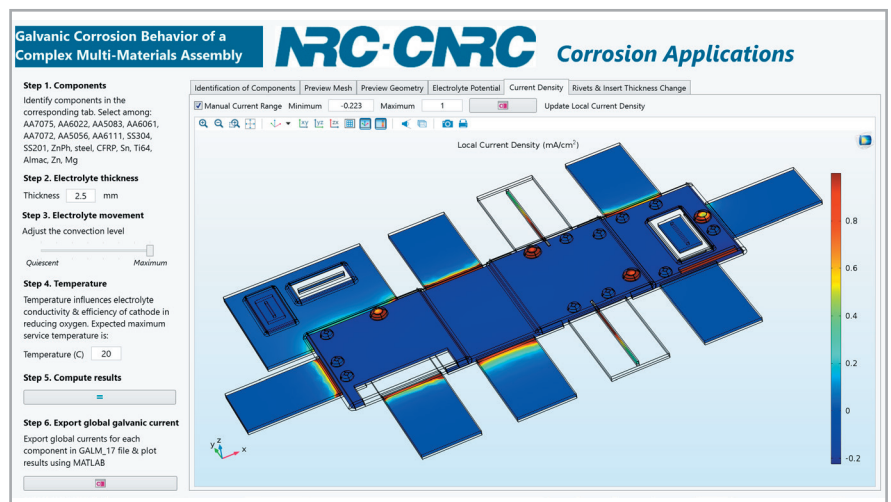 Galvanic Corrosion Behavior of a
Complex Multi-Materials Assembly
NRC·CNRC
Corrosion Applications
Step 1. Components
Identify components in the
corresponding tab. Select among:
AA7075, AA6022, AA5083, AA6061,
AA7072, AA5056, AA6111, SS304,
SS201, ZnPh, steel, CFRP, Sn, Ti64,
Almac, Zn, Mg
Step 2. Electrolyte thickness
Thickness 2.5 mm
Step 3. Electrolyte movement
Adjust the convection level
Quiescent Maximum
Step 4. Temperature
Temperature influences electrolyte
conductivity & efficiency of cathode in
reducing oxygen. Expected maximum
service temperature is:
Temperature (C) 20
Step 5. Compute results
=
Step 6. Export global galvanic current
Export global currents for each
component in GALM_17 file & plot
results using MATLAB
Identification of Components Preview Mesh Preview Geometry Electrolyte Potential Current Density Rivets & Insert Thickness Change
Manual Current Range Minimum -0.223 Maximum 1 Update Local Current Density
xy yz zx
Local Current Density (mA/cm²)
0.8
0.6
0.4
0.2
0
-0.2
y z x